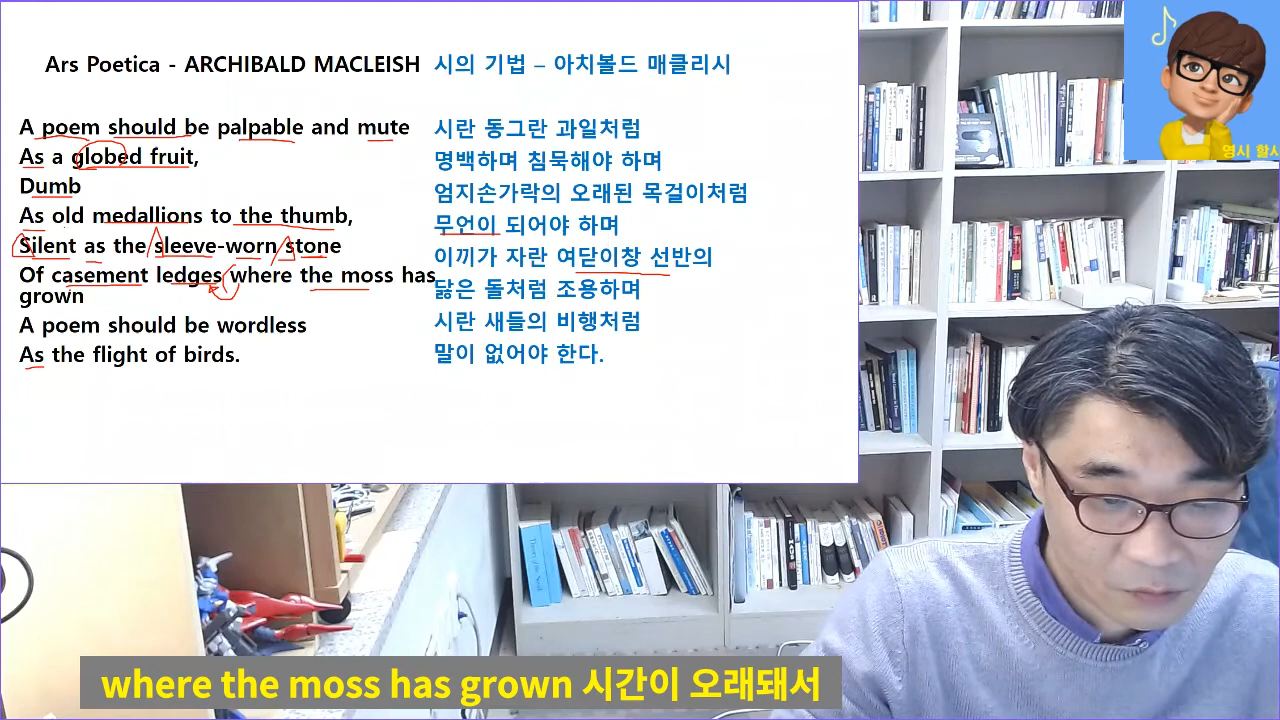 Ars Poetica - ARCHIBALD MACLEISH 시의 기법 – 아치볼드 매클리시
A poem should be palpable and mute
As a globed fruit,
Dumb
As old medallions to the thumb,
Silent as the sleeve-worn stone
Of casement ledges where the moss has
grown
A poem should be wordless
As the flight of birds.
시란 동그란 과일처럼
명백하며 침묵해야 하며
엄지손가락의 오래된 목걸이처럼
무언이 되어야 하며
이끼가 자란 여닫이창 선반의
닳은 돌처럼 조용하며
시란 새들의 비행처럼
말이 없어야 한다.
영시
where the moss has grown 시간이 오래돼서